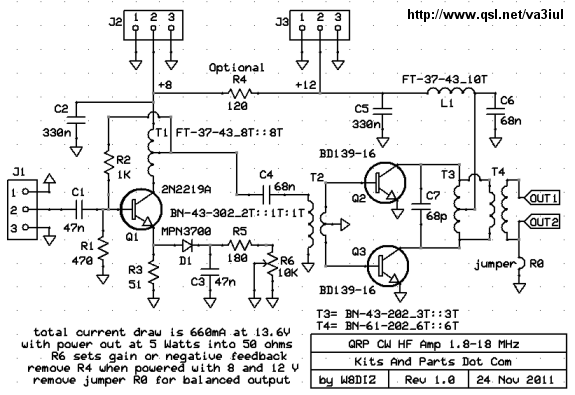 http://www.qsl.net/va3iul
J2
1 2 3
J3
1 2 3
Optional
+8
R4
120
+12
FT-37-43_10T
L1
C2
330n
T1
FT-37-43_8T::8T
C5
330n
C6
68n
R2
1K
J1
1
2
3
C1
47n
2N2219A
Q1
C4
68n
BN-43-302_2T::1T:1T
T2
BD139-16
Q2
C7
68p
T3
T4
OUT1
OUT2
R1
470
MPN3700
D1
R5
180
R3
51
C3
47n
R6
10K
Q3
BD139-16
jumper
R0
T3= BN-43-202_3T::3T
T4= BN-61-202_6T::6T
total current draw is 660mA at 13.6V
with power out at 5 Watts into 50 ohms
R6 sets gain or negative feedback
remove R4 when powered with 8 and 12 V
remove jumper R0 for balanced output
QRP CW HF Amp 1.8-18 MHz
Kits And Parts Dot Com
by W8DIZ
Rev 1.0
24 Nov 2011